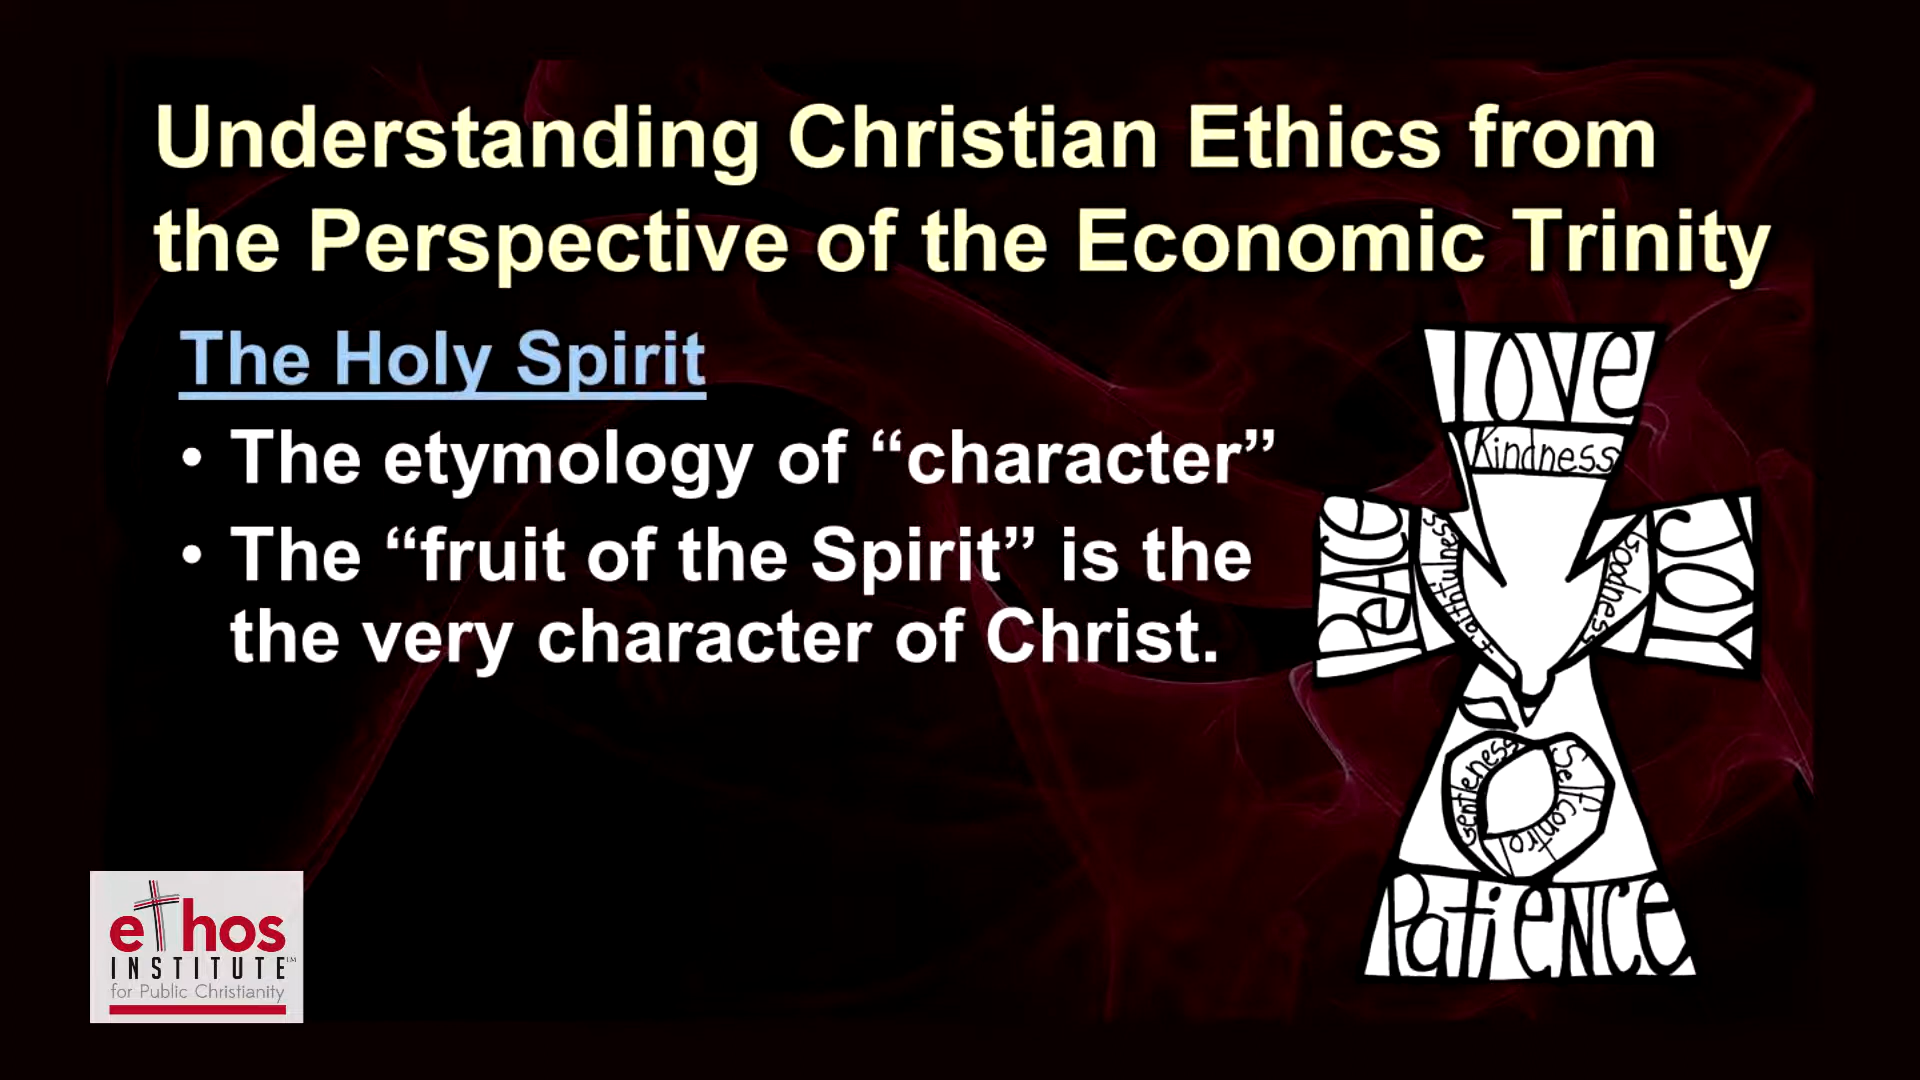 Understanding Christian Ethics from
the Perspective of the Economic Trinity
The Holy Spirit
• The etymology of “character”
• The “fruit of the Spirit” is the
the very character of Christ.
love
Kindness
Peace
Faithfulness
Goodness
Joy
Gentleness
Self control
Patience
ethos
INSTITUTE™
for Public Christianity